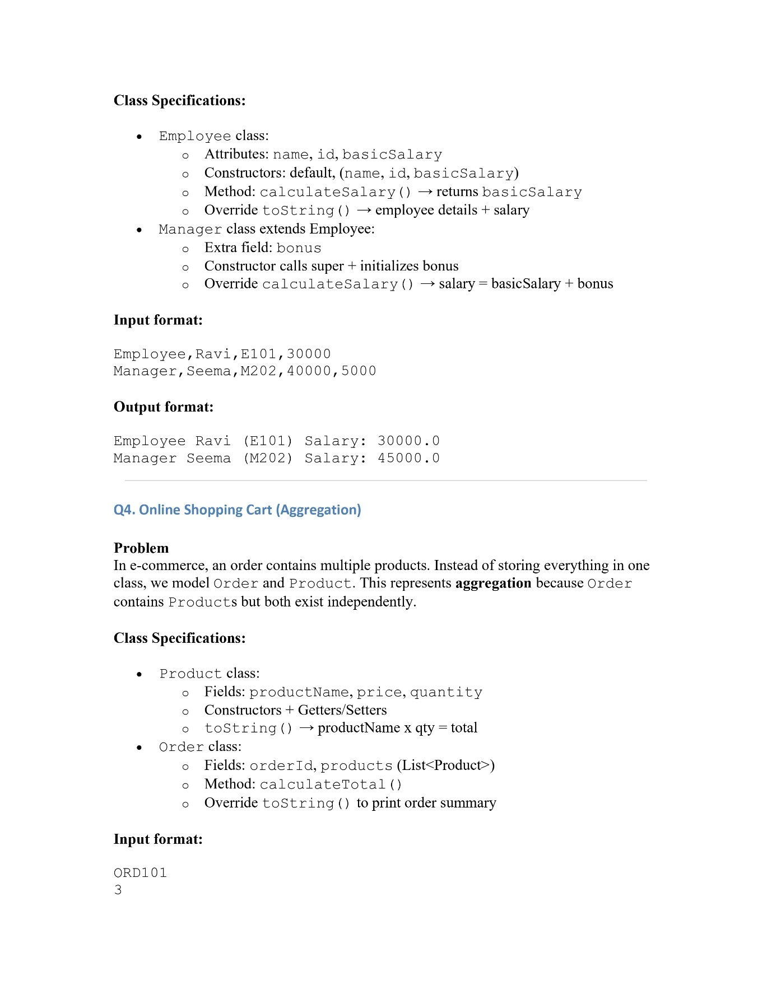 Class Specifications:
• Employee class:
o Attributes: name, id, basicSalary
o Constructors: default, (name, id, basicSalary)
o Method: calculateSalary() → returns basicSalary
o Override toString() → employee details + salary
• Manager class extends Employee:
o Extra field: bonus
o Constructor calls super + initializes bonus
o Override calculateSalary() → salary = basicSalary + bonus
Input format:
Employee,Ravi,E101,30000
Manager,Seema,M202,40000,5000
Output format:
Employee Ravi (E101) Salary: 30000.0
Manager Seema (M202) Salary: 45000.0
Q4. Online Shopping Cart (Aggregation)
Problem
In e-commerce, an order contains multiple products. Instead of storing everything in one
class, we model Order and Product. This represents aggregation because Order
contains Products but both exist independently.
Class Specifications:
• Product class:
o Fields: productName, price, quantity
o Constructors + Getters/Setters
o toString() → productName x qty = total
• Order class:
o Fields: orderId, products (List<Product>)
o Method: calculateTotal()
o Override toString() to print order summary
Input format:
ORD101
3